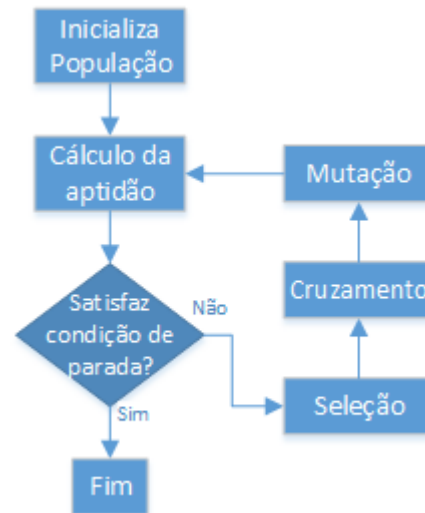 Inicializa
População
Cálculo da
aptidão
Mutação
Satisfaz
condição de
parada?
Não
Cruzamento
Sim
Seleção
Fim